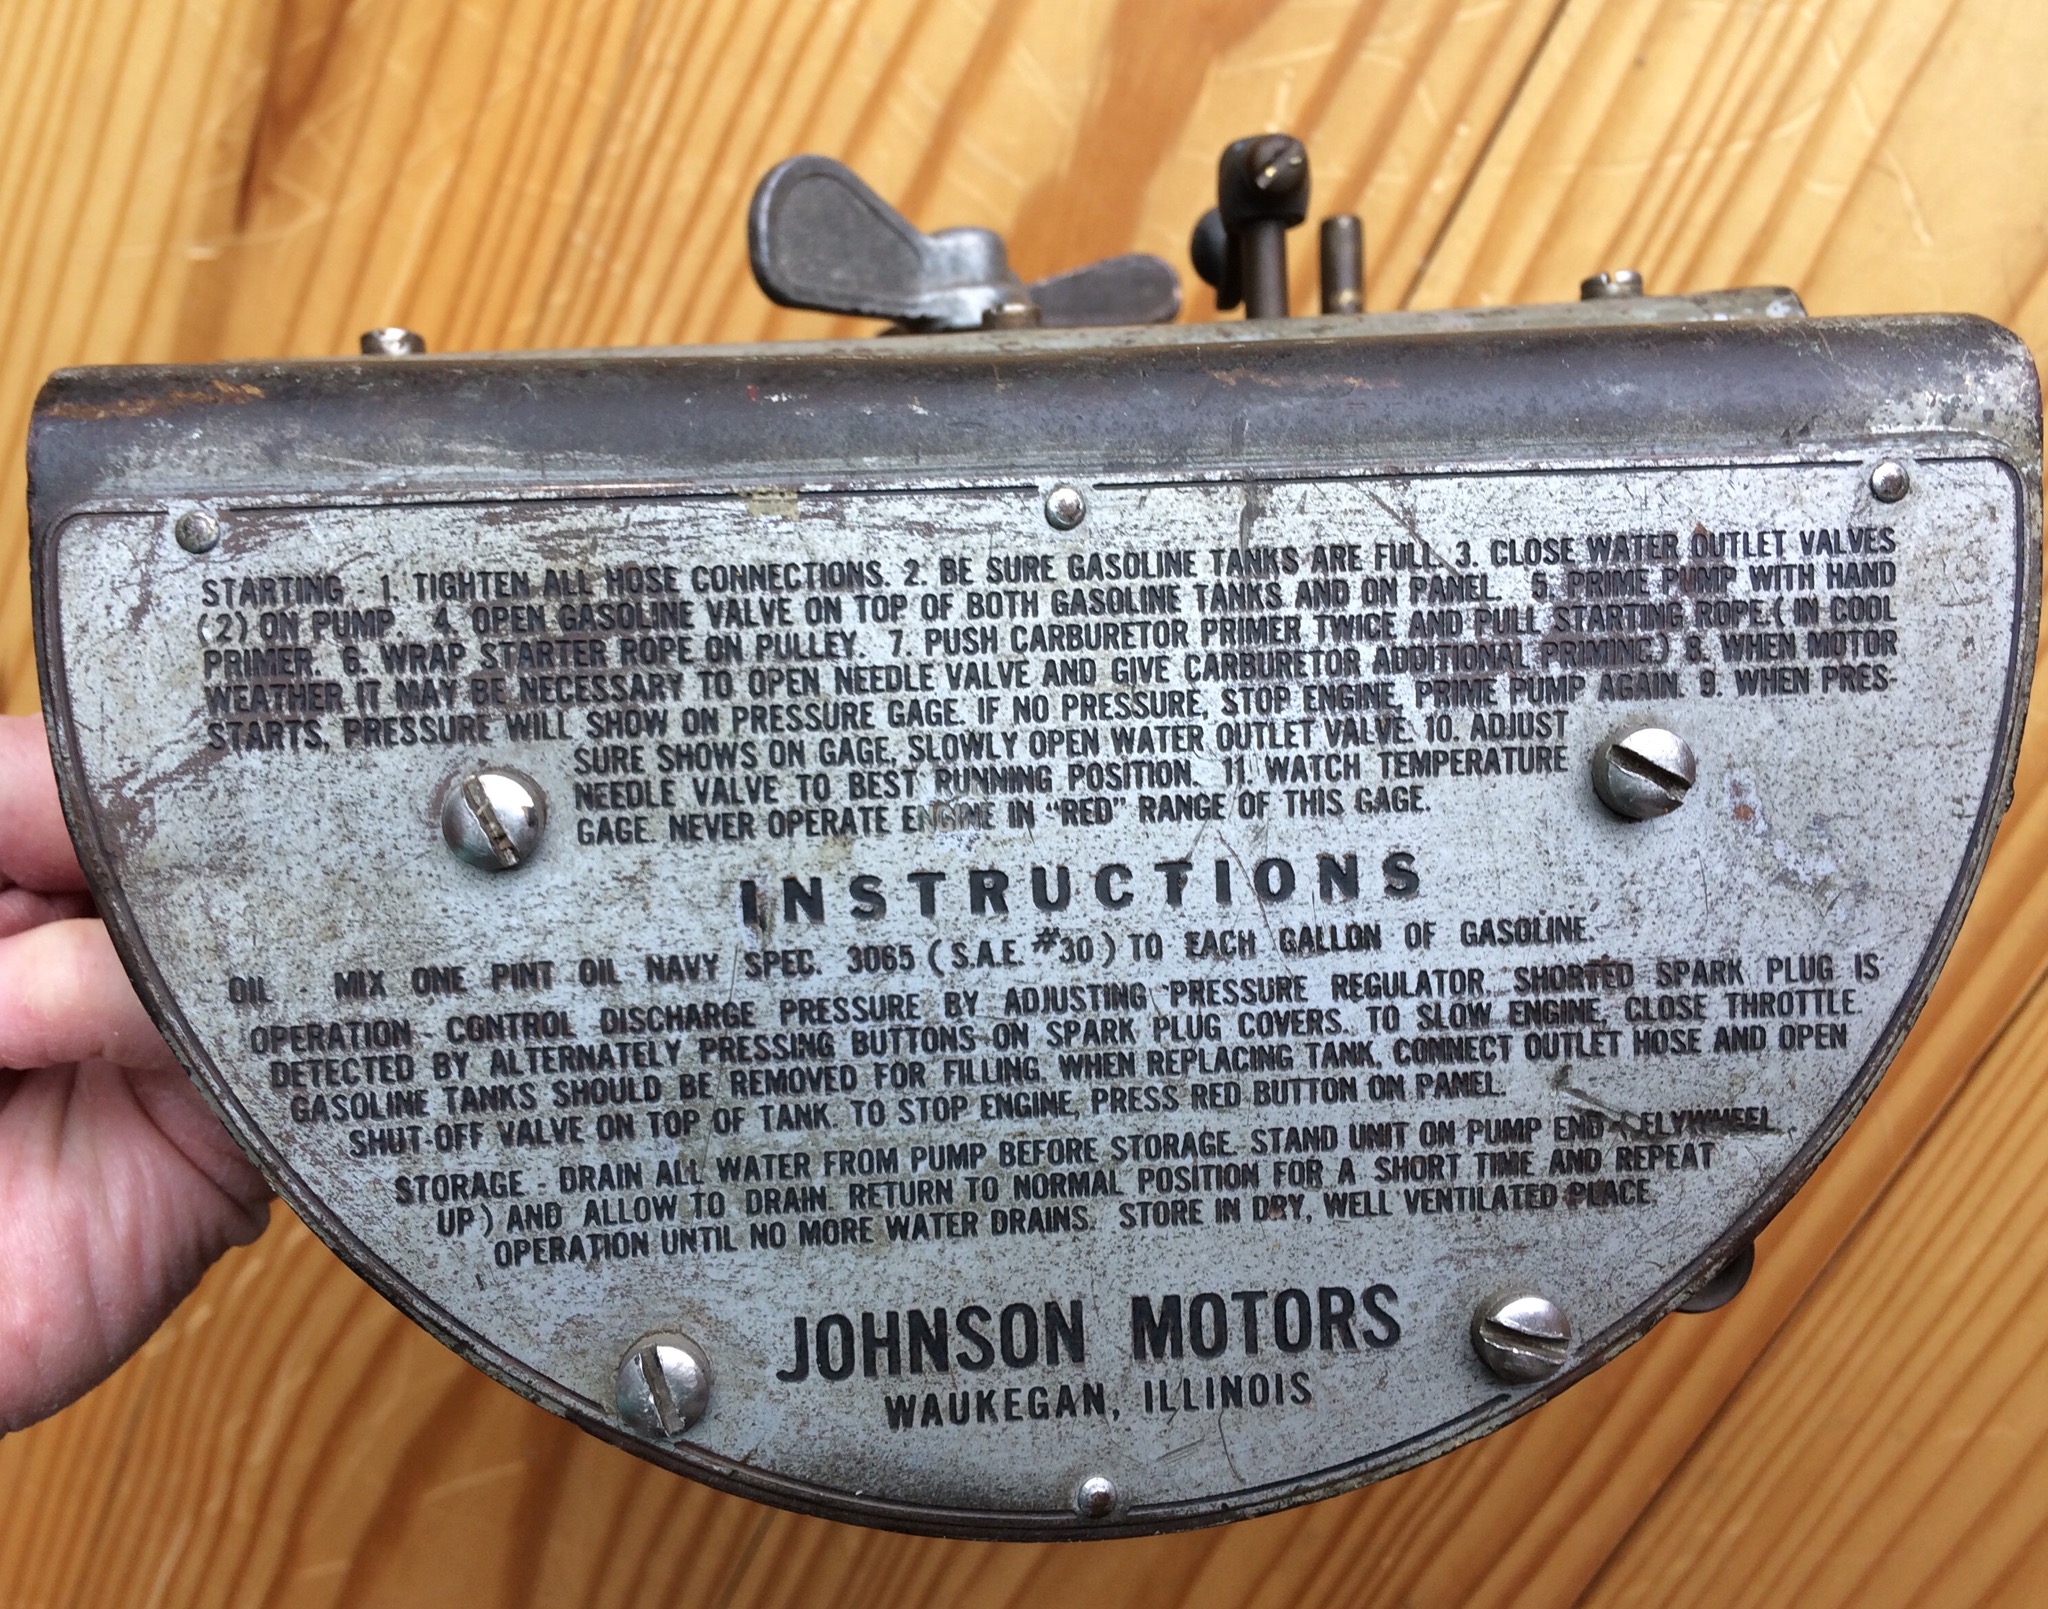 STARTING - 1. TIGHTEN ALL HOSE CONNECTIONS. 2. BE SURE GASOLINE TANKS ARE FULL. 3. CLOSE WATER OUTLET VALVES
(2) ON PUMP. 4. OPEN GASOLINE VALVE ON TOP OF BOTH GASOLINE TANKS AND ON PANEL. 5. PRIME PUMP WITH HAND
PRIMER. 6. WRAP STARTER ROPE ON PULLEY. 7. PUSH CARBURETOR PRIMER TWICE AND PULL STARTING ROPE. (IN COOL
WEATHER IT MAY BE NECESSARY TO OPEN NEEDLE VALVE AND GIVE CARBURETOR ADDITIONAL PRIMING.) 8. WHEN MOTOR
STARTS, PRESSURE WILL SHOW ON PRESSURE GAGE. IF NO PRESSURE, STOP ENGINE, PRIME PUMP AGAIN. 9. WHEN PRES-
SURE SHOWS ON GAGE, SLOWLY OPEN WATER OUTLET VALVE. 10. ADJUST
NEEDLE VALVE TO BEST RUNNING POSITION. 11. WATCH TEMPERATURE
GAGE. NEVER OPERATE ENGINE IN "RED" RANGE OF THIS GAGE.
INSTRUCTIONS
OIL MIX ONE PINT OIL NAVY SPEC. 3065 (S.A.E. #30) TO EACH GALLON OF GASOLINE.
OPERATION - CONTROL DISCHARGE PRESSURE BY ADJUSTING PRESSURE REGULATOR. SHORTED SPARK PLUG IS
DETECTED BY ALTERNATELY PRESSING BUTTONS ON SPARK PLUG COVERS. TO SLOW ENGINE, CLOSE THROTTLE.
GASOLINE TANKS SHOULD BE REMOVED FOR FILLING. WHEN REPLACING TANK, CONNECT OUTLET HOSE AND OPEN
SHUT-OFF VALVE ON TOP OF TANK. TO STOP ENGINE, PRESS RED BUTTON ON PANEL.
STORAGE - DRAIN ALL WATER FROM PUMP BEFORE STORAGE. STAND UNIT ON PUMP END (FLYWHEEL
UP) AND ALLOW TO DRAIN. RETURN TO NORMAL POSITION FOR A SHORT TIME AND REPEAT
OPERATION UNTIL NO MORE WATER DRAINS. STORE IN DRY, WELL VENTILATED PLACE.
JOHNSON MOTORS
WAUKEGAN, ILLINOIS